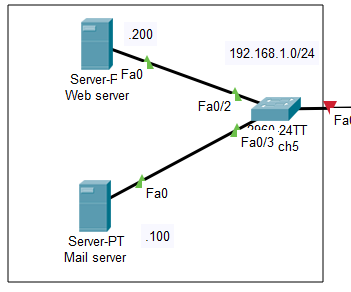 .200
192.168.1.0/24
Server-P
Fa0
Web server
Fa0/2
2960-24TT
Fa0/3
ch5
Fa0
Fa0
Server-PT
.100
Mail server